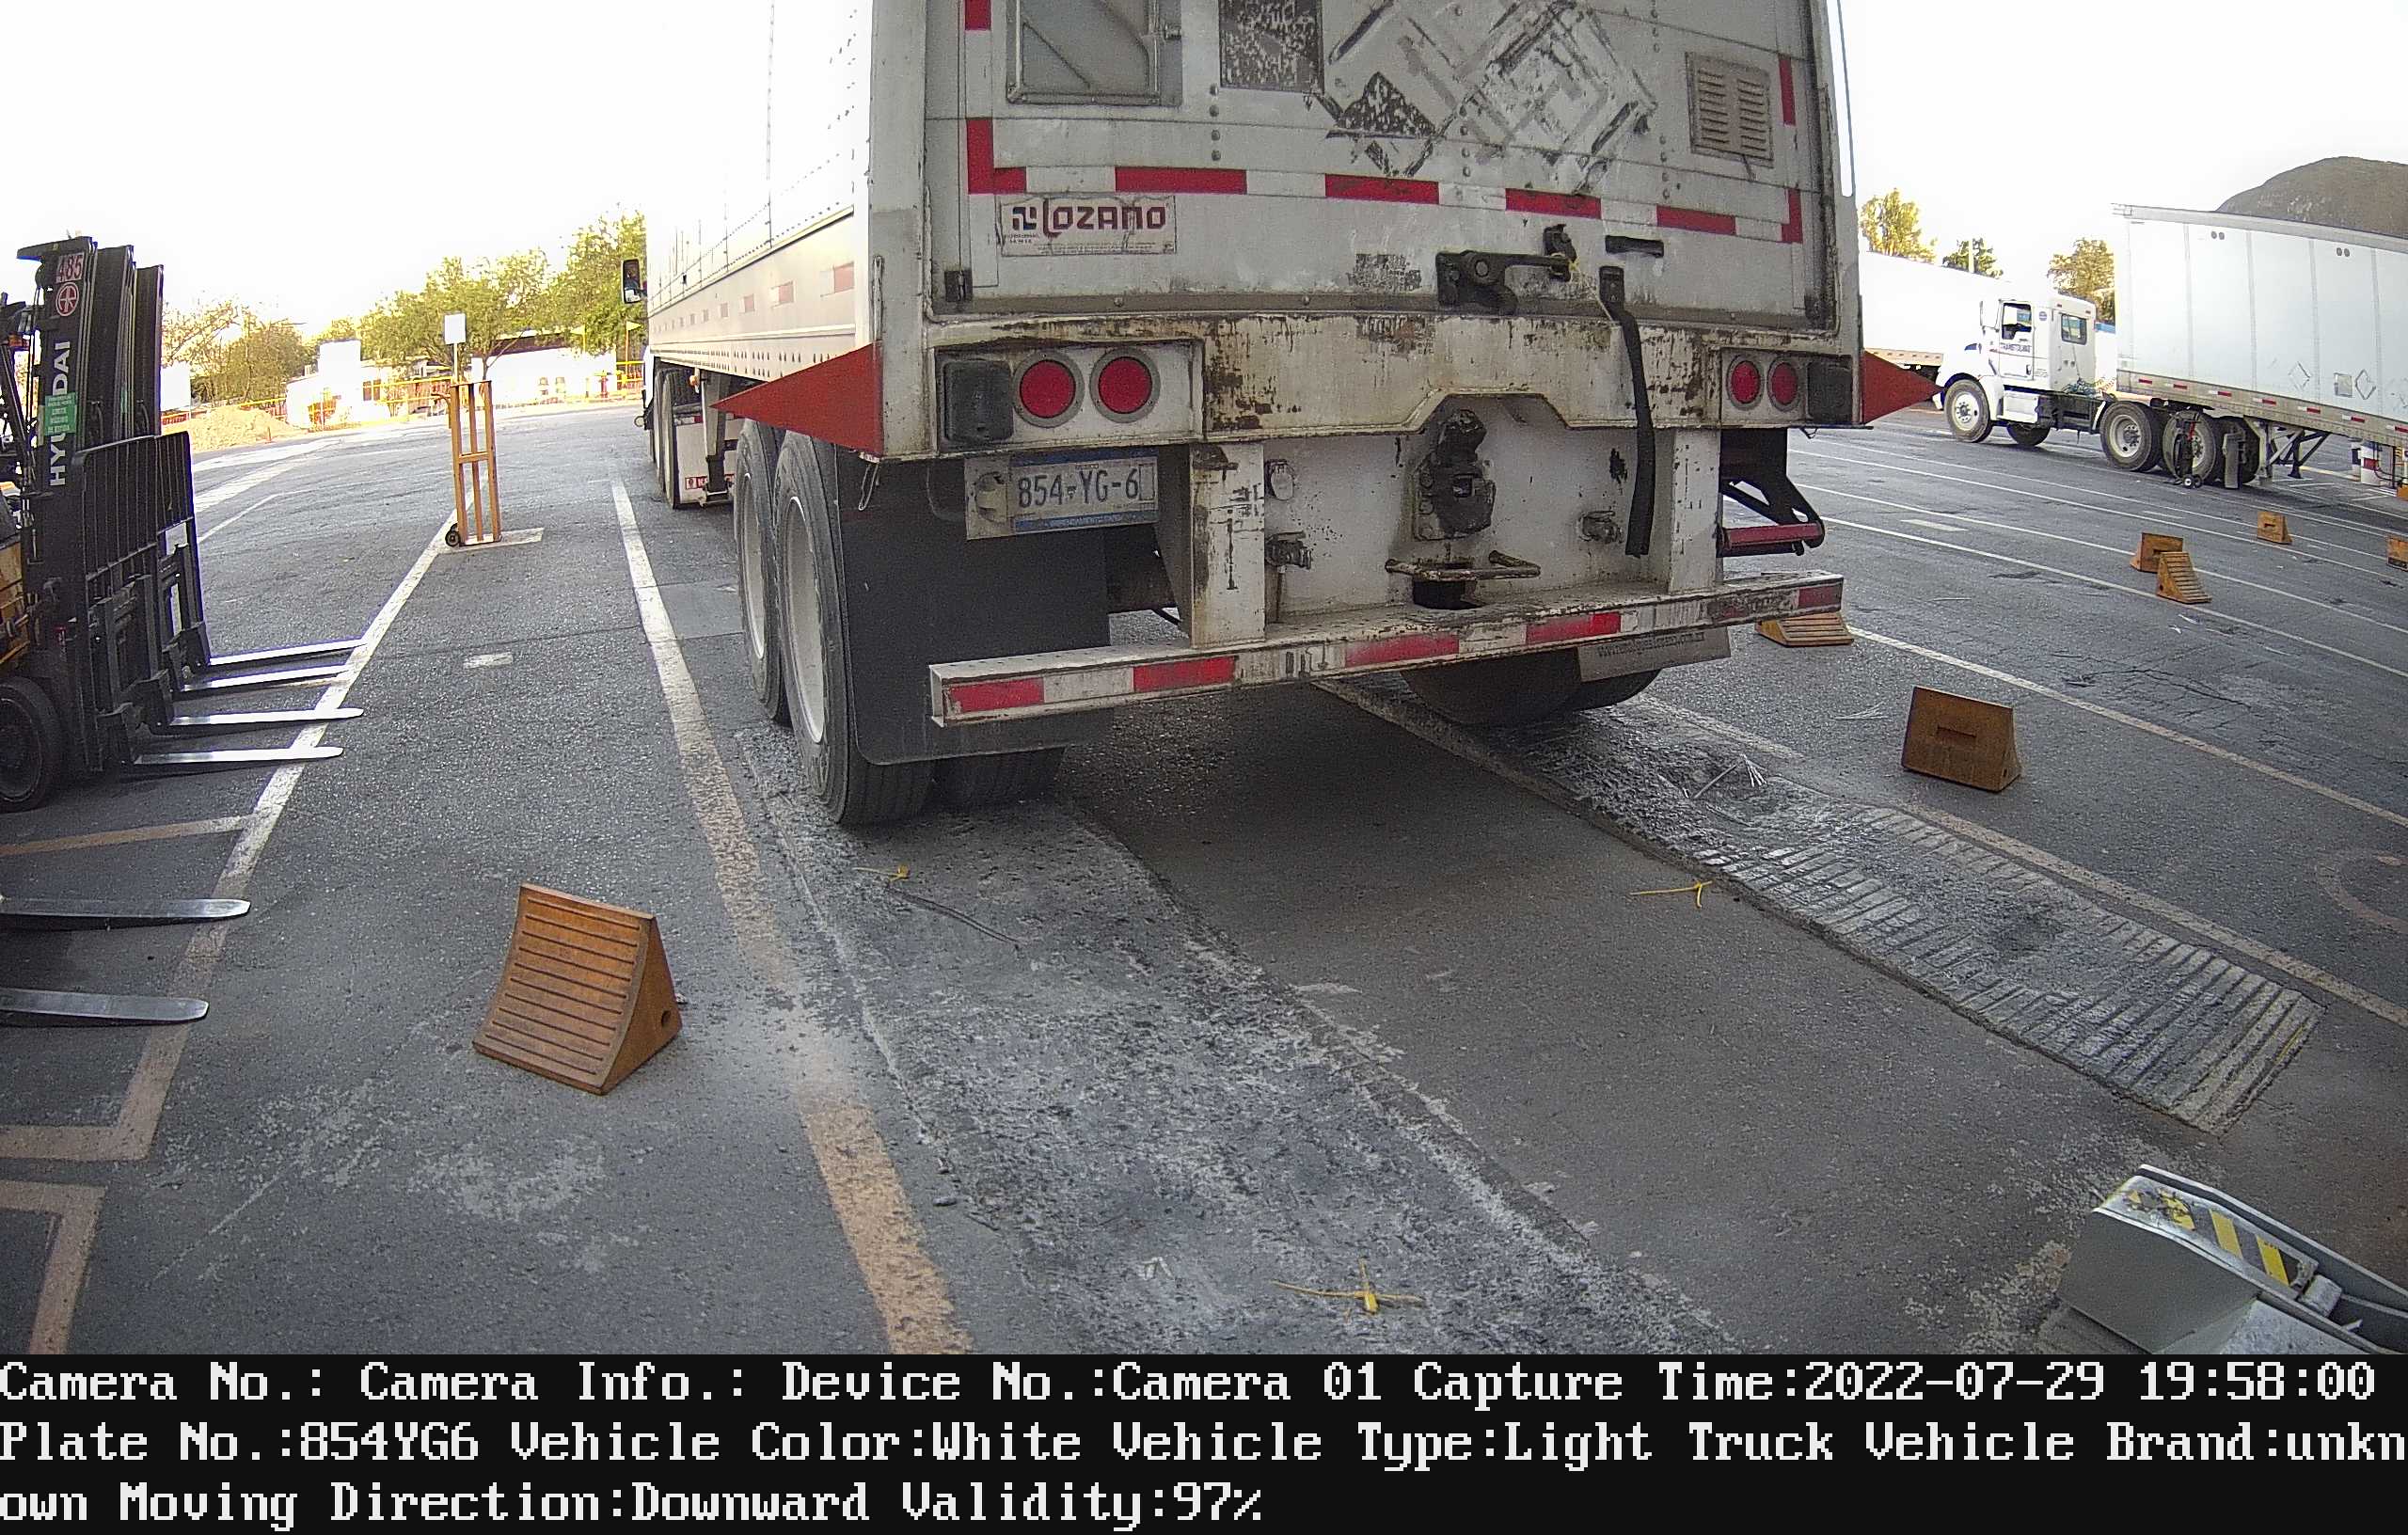 485
HYUNDAI
LOZANO
854-YG-6
Camera No.: Camera Info.: Device No.:Camera 01 Capture Time:2022-07-29 19:58:00
Plate No.:854YG6 Vehicle Color:White Vehicle Type:Light Truck Vehicle Brand:unkn
own Moving Direction:Downward Validity:97%